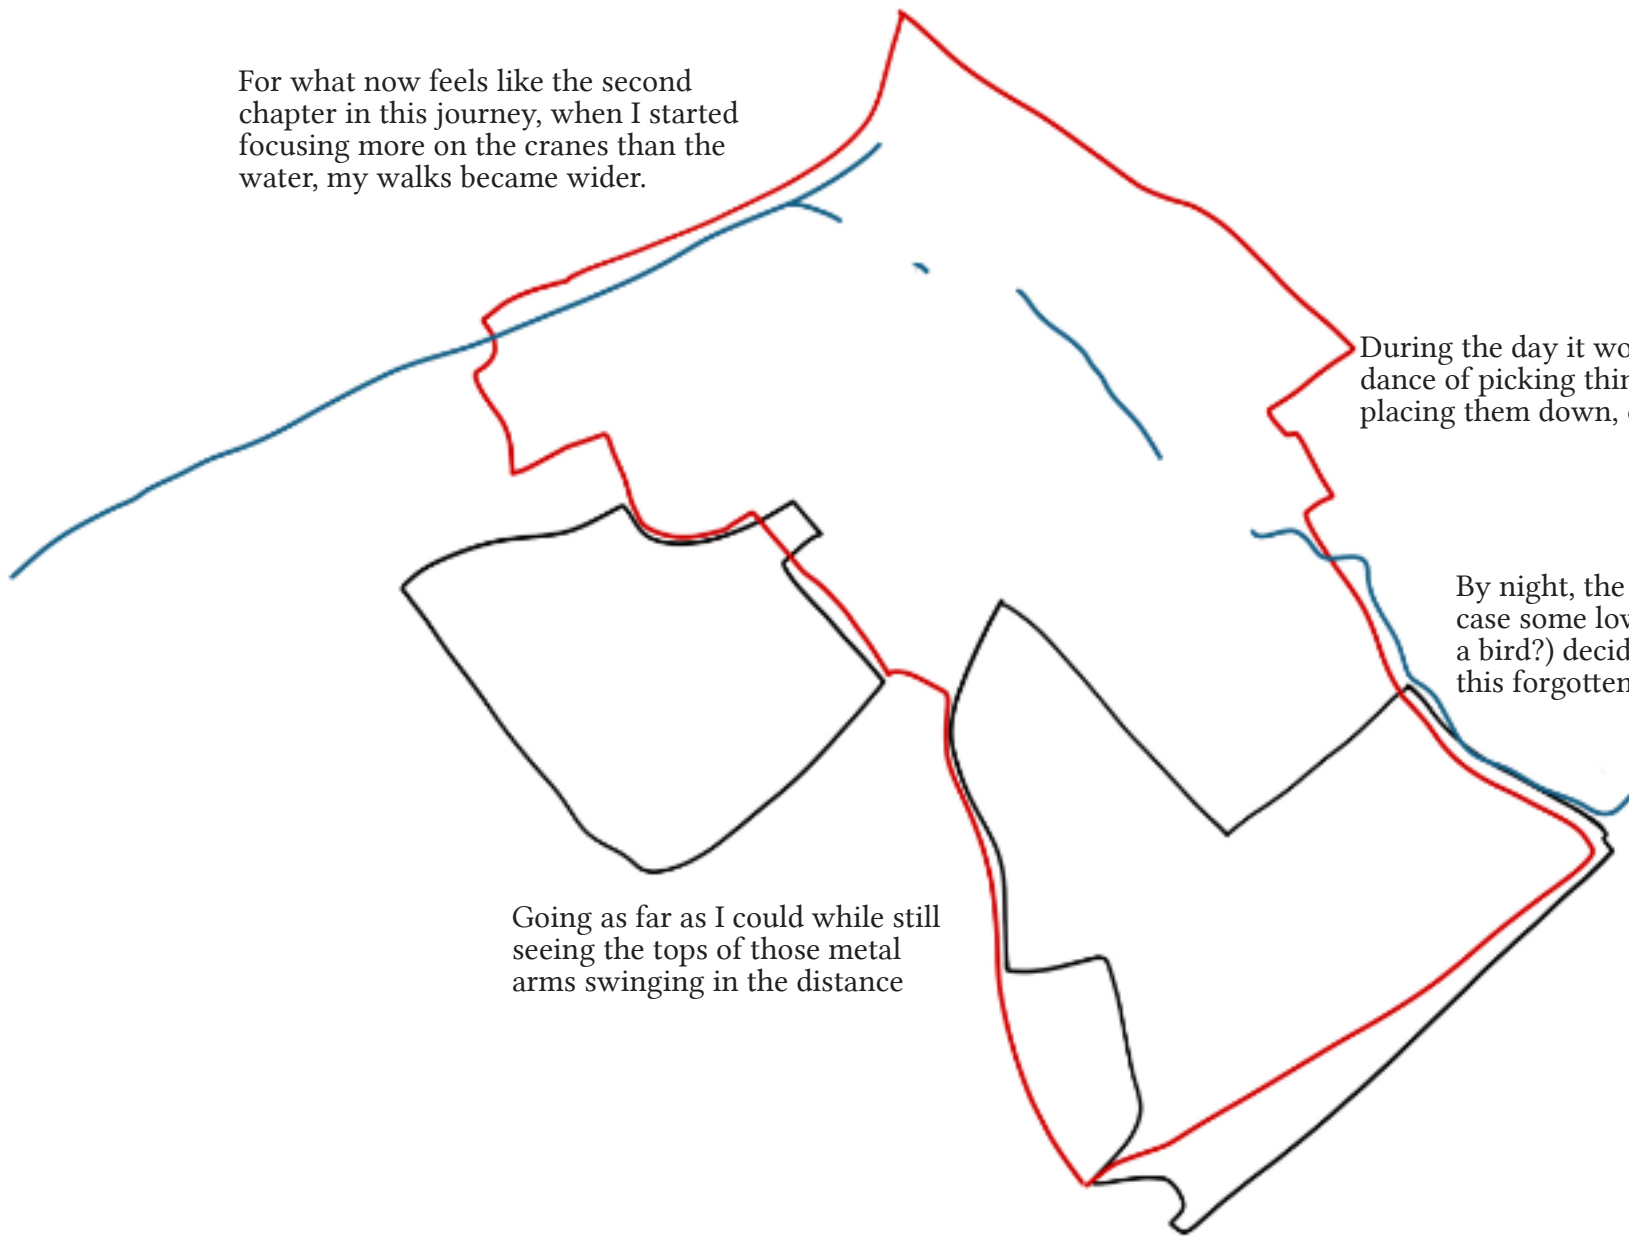 For what now feels like the second
chapter in this journey, when I started
focusing more on the cranes than the
water, my walks became wider.
During the day it wo
dance of picking thin
placing them down,
By night, the
case some lov
a bird?) decid
this forgotten
Going as far as I could while still
seeing the tops of those metal
arms swinging in the distance